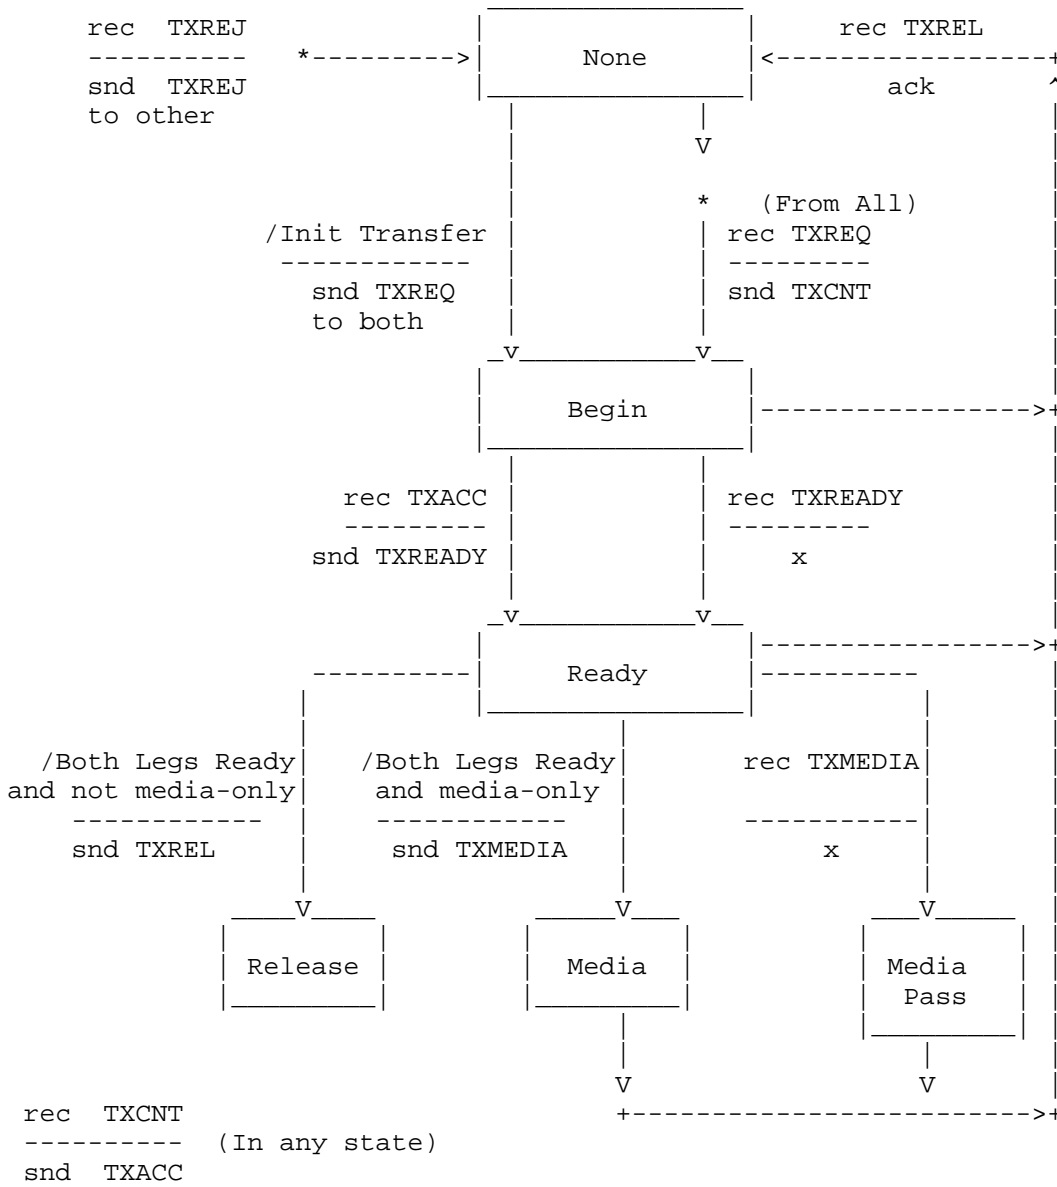 rec TXREJ
rec TXREL
---------- *--------->| None |<-----------------+
snd TXREJ
ack
to other
* (From All)
/Init Transfer
rec TXREQ
------------ ---------
snd TXREQ
snd TXCNT
to both
Begin
rec TXACC
rec TXREADY
--------- ---------
snd TXREADY
x
Ready
/Both Legs Ready
/Both Legs Ready
rec TXMEDIA
and not media-only
and media-only
------------ ------------ -----------
snd TXREL
snd TXMEDIA
x
Release
Media
Media
Pass
rec TXCNT
---------- (In any state)
snd TXACC